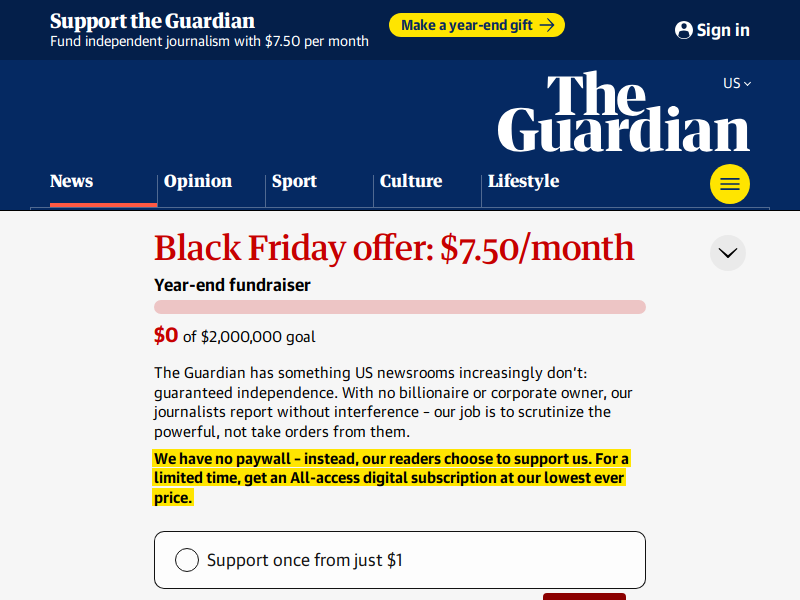 Support the Guardian
Fund independent journalism with $7.50 per month
Make a year-end gift
Sign in
US
The
Guardian
News
Opinion
Sport
Culture
Lifestyle
Black Friday offer: $7.50/month
Year-end fundraiser
$0 of $2,000,000 goal
The Guardian has something US newsrooms increasingly don’t:
guaranteed independence. With no billionaire or corporate owner, our
journalists report without interference – our job is to scrutinize the
powerful, not take orders from them.
We have no paywall – instead, our readers choose to support us. For a
limited time, get an All-access digital subscription at our lowest ever
price.
Support once from just $1